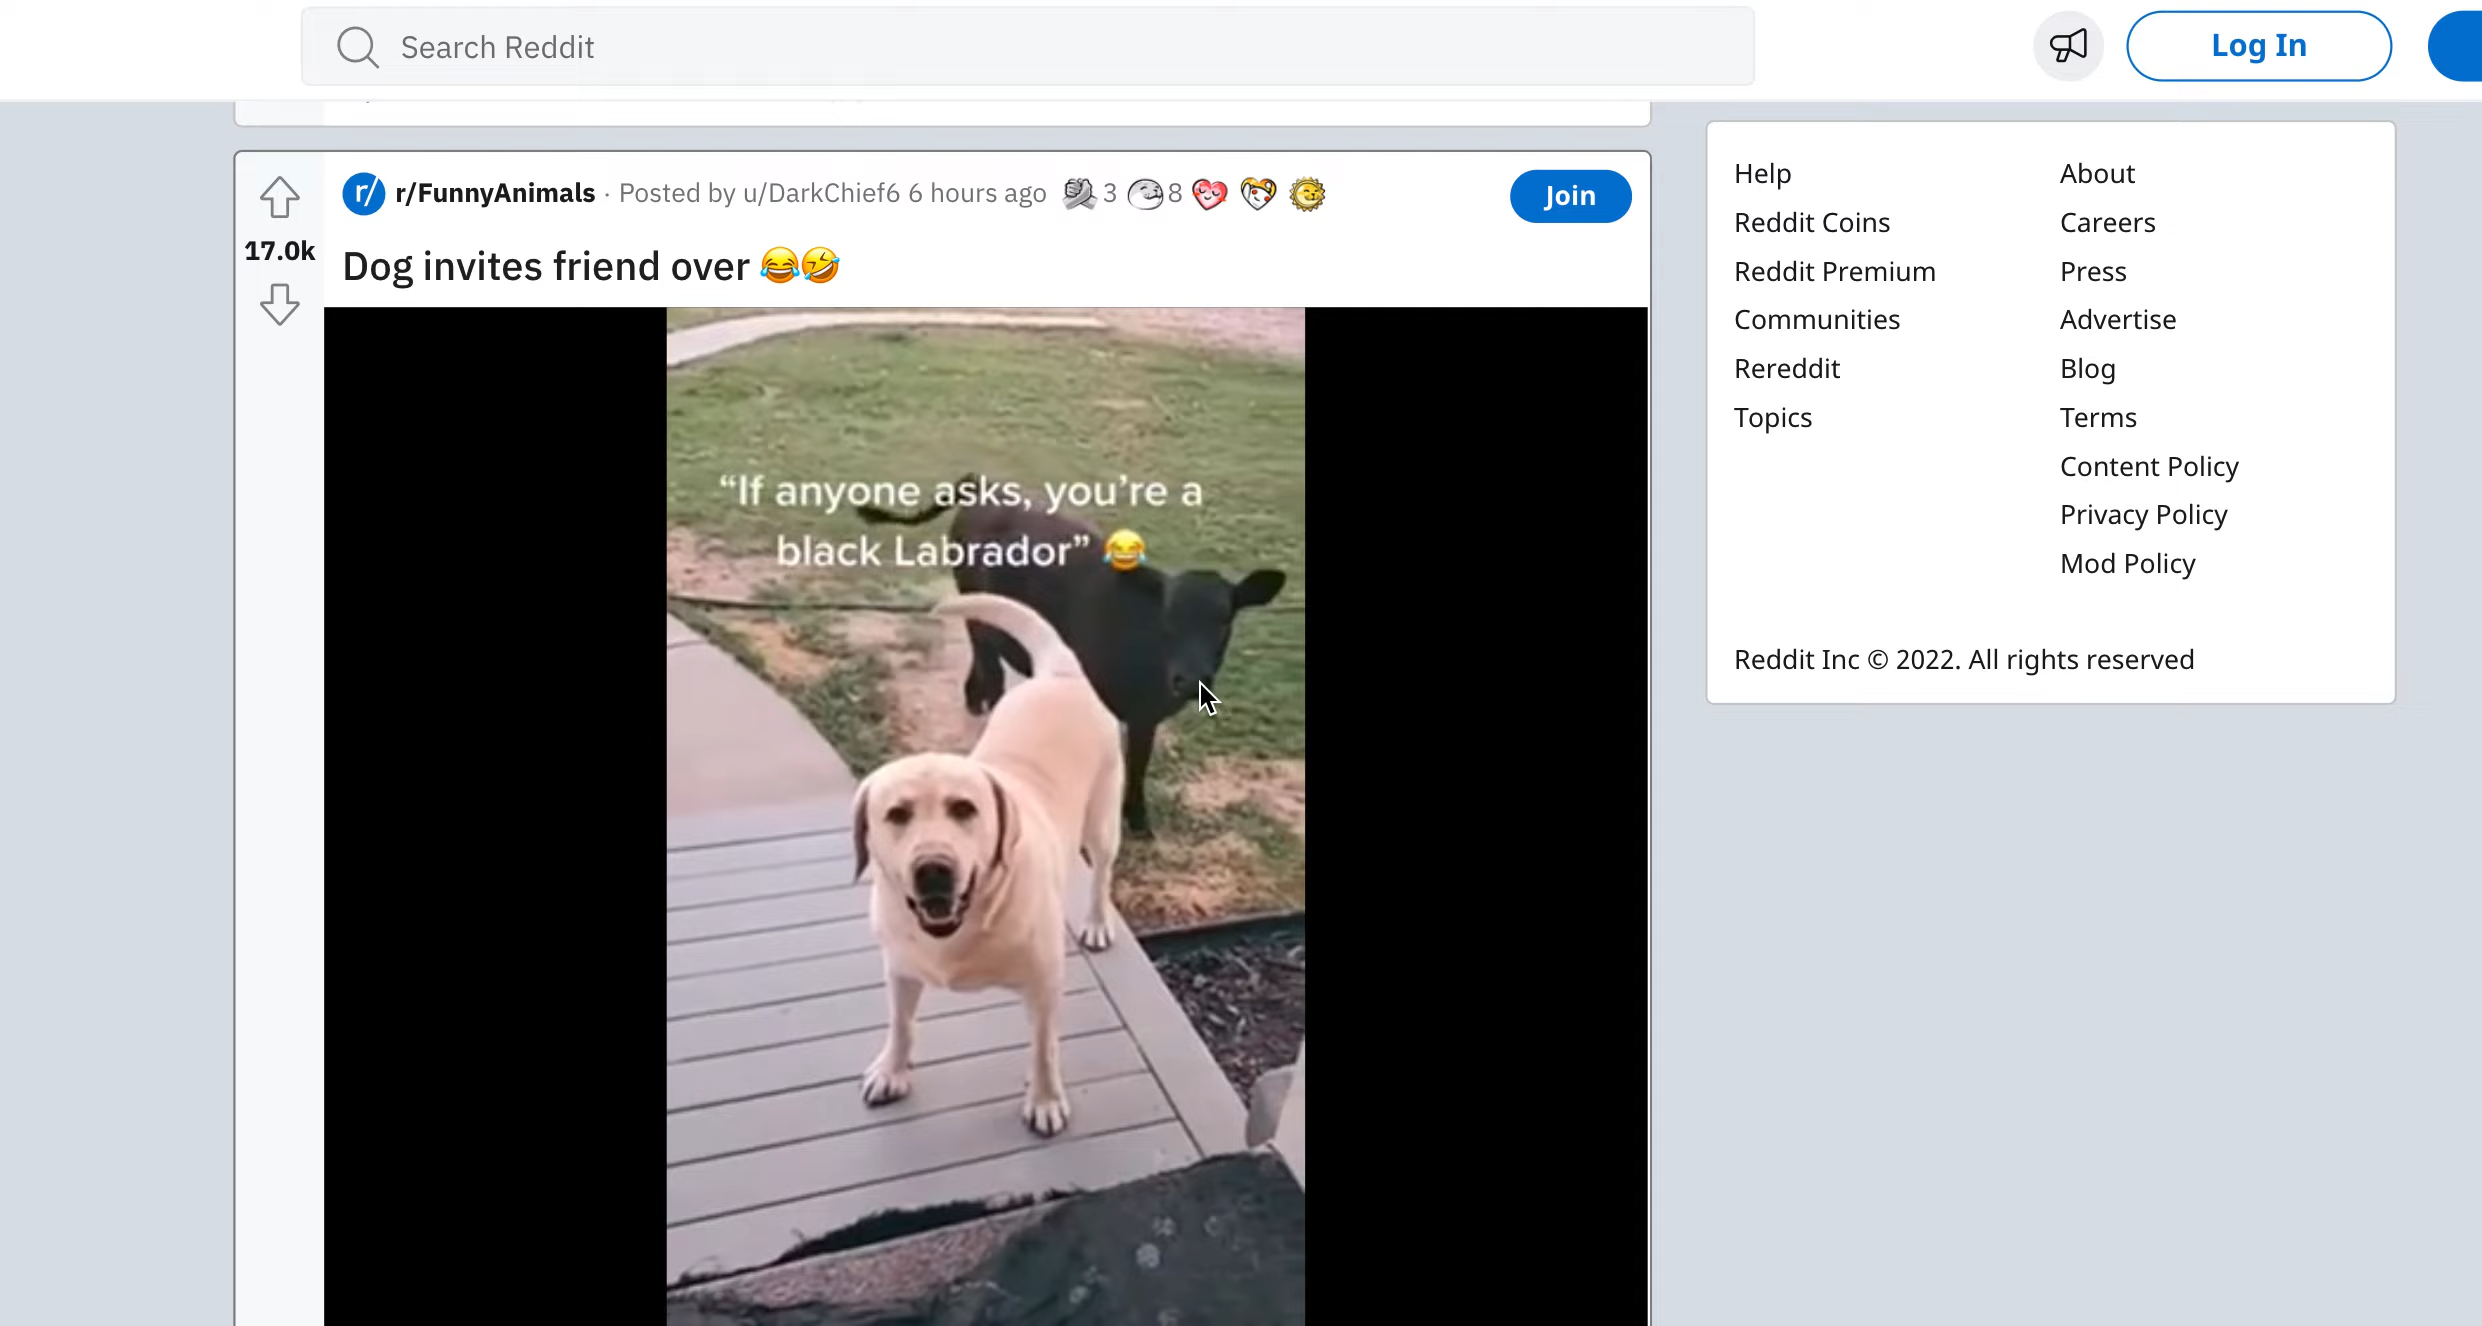 Search Reddit
Log In
r/FunnyAnimals · Posted by u/DarkChief6 6 hours ago 3 8
Join
17.0k
Dog invites friend over 😂🤣
“If anyone asks, you’re a
black Labrador” 😂
Help
Reddit Coins
Reddit Premium
Communities
Rereddit
Topics
About
Careers
Press
Advertise
Blog
Terms
Content Policy
Privacy Policy
Mod Policy
Reddit Inc © 2022. All rights reserved